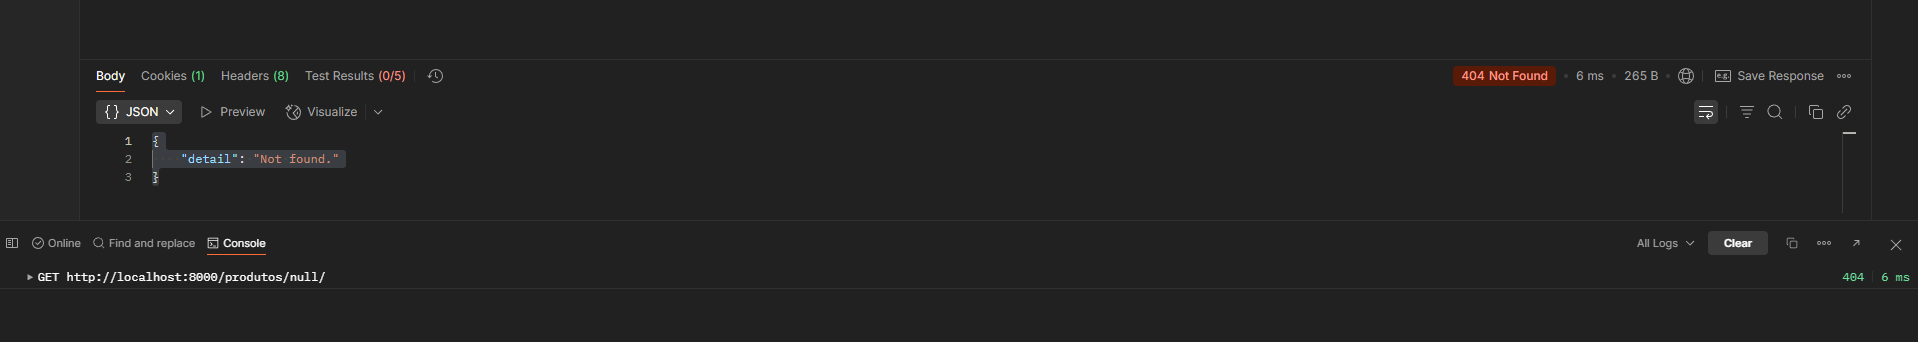 Body Cookies (1) Headers (8) Test Results (0/5) 404 Not Found • 6 ms • 265 B • e.g. Save Response
{} JSON Preview Visualize
1 {
2 "detail": "Not found."
3 }
Online Find and replace Console All Logs Clear
GET http://localhost:8000/produtos/null/ 404 6 ms